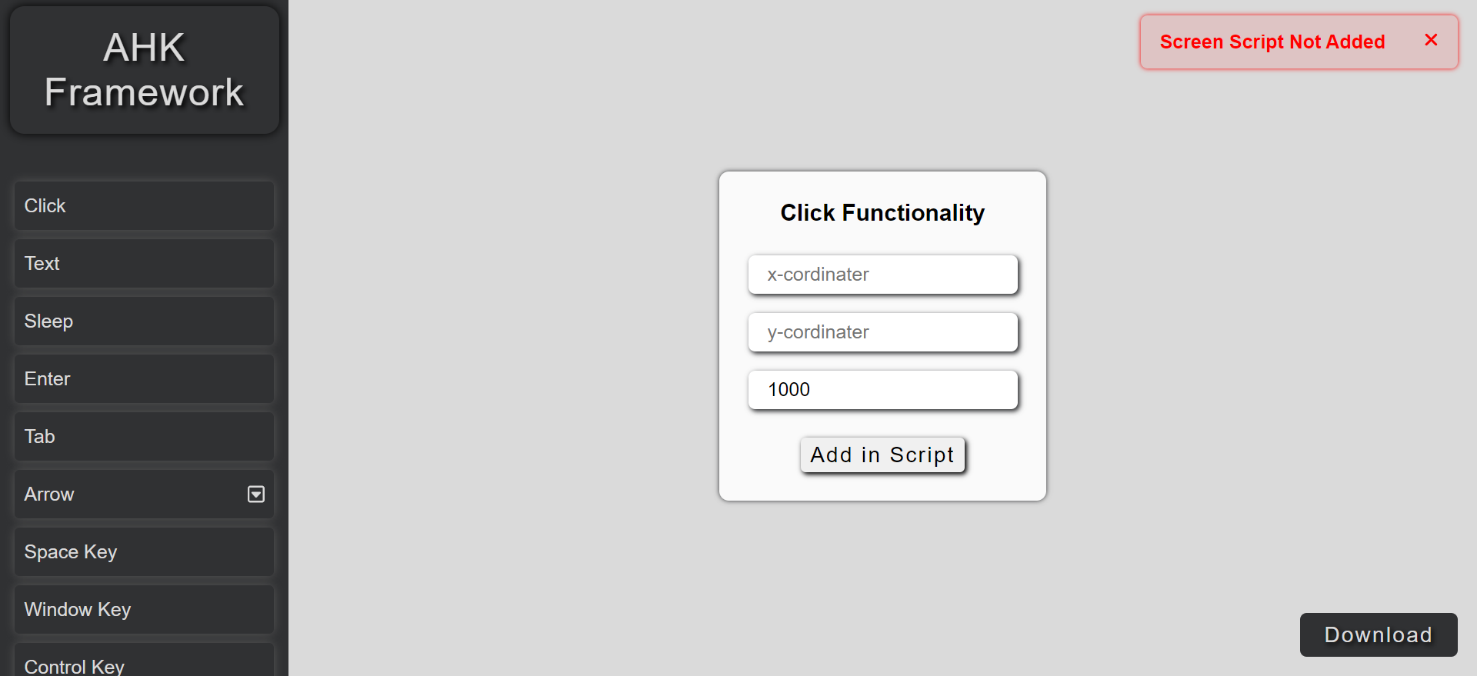 AHK
Framework
Click
Text
Sleep
Enter
Tab
Arrow
Space Key
Window Key
Control Key
Screen Script Not Added ×
Click Functionality
x-cordinater
y-cordinater
1000
Add in Script
Download